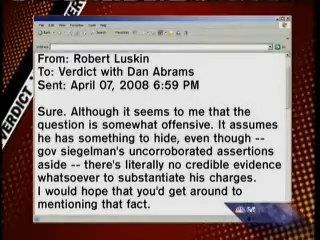 From: Robert Luskin
To: Verdict with Dan Abrams
Sent: April 07, 2008 6:59 PM
Sure. Although it seems to me that the
question is somewhat offensive. It assumes
he has something to hide, even though --
gov siegelman's uncorroborated assertions
aside -- there's literally no credible evidence
whatsoever to substantiate his charges.
I would hope that you'd get around to
mentioning that fact.
VERDICT